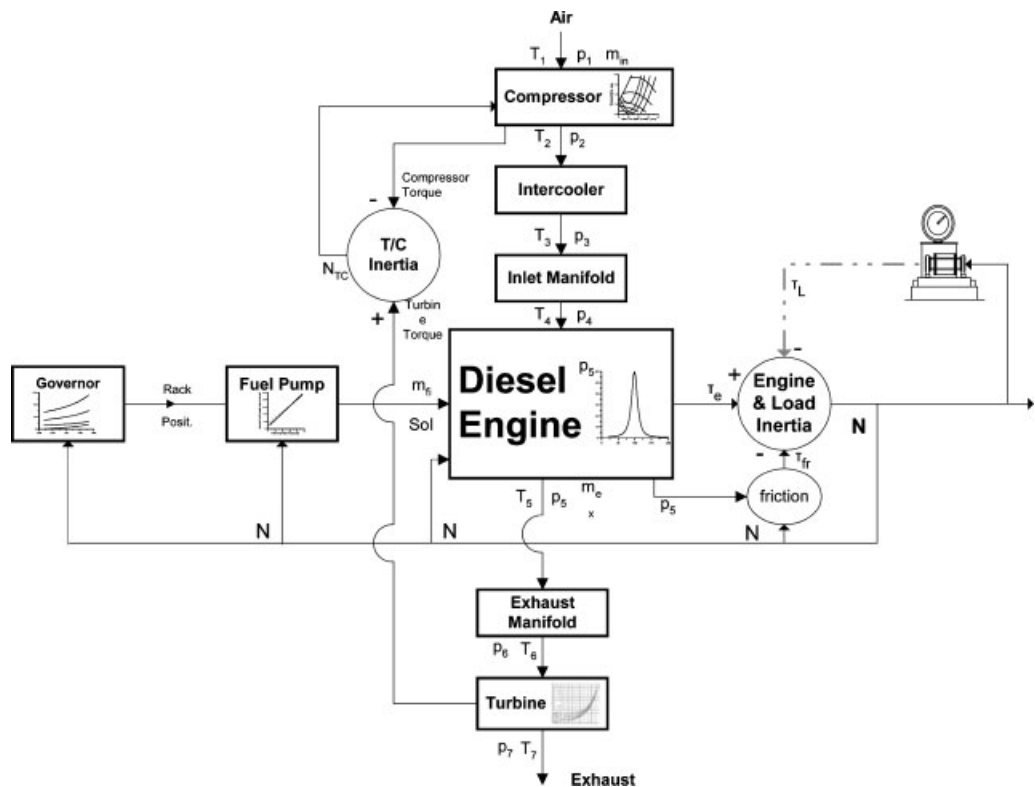 Air
T1 p1 min
Compressor
T2 p2
Compressor
Torque
-
Intercooler
T/C
Inertia
NTC
T3 p3
Inlet Manifold
τL
+
Turbin
e
Torque
T4 p4
-
Governor
Rack
Posit.
Fuel Pump
mfi
Sol
Diesel
Engine
p5
τe
+
Engine
& Load
Inertia
N
-
τfr
friction
T5 p5
me
x
p5
N
N
N
Exhaust
Manifold
p6 T6
Turbine
p7 T7
Exhaust